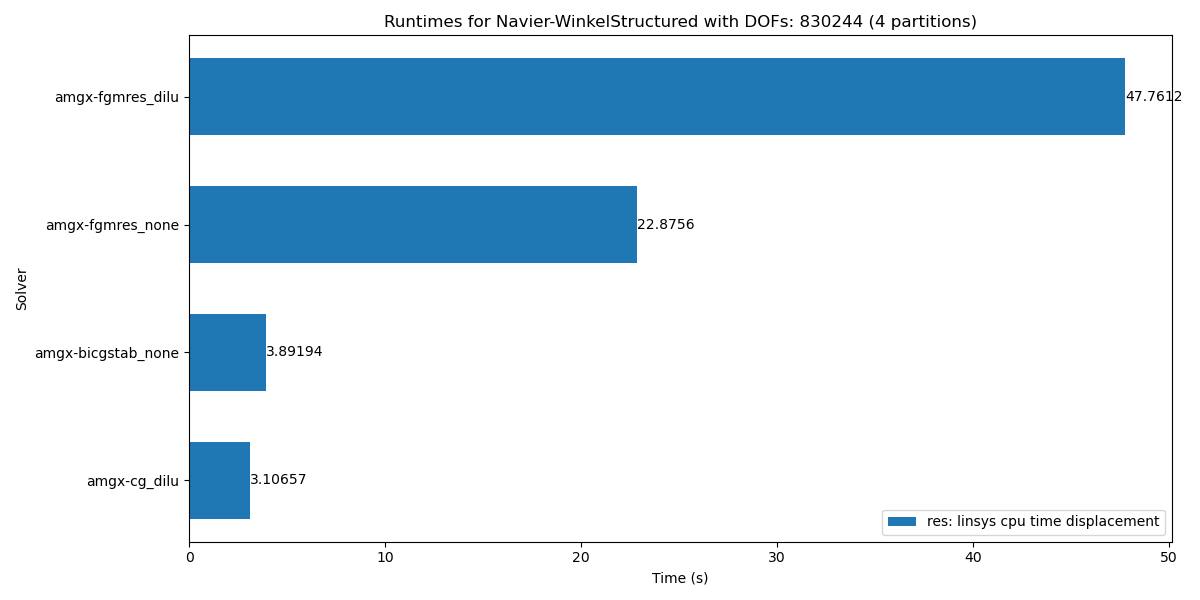 Runtimes for Navier-WinkelStructured with DOFs: 830244 (4 partitions)
amgx-fgmres_dilu
47.7612
amgx-fgmres_none
22.8756
Solver
amgx-bicgstab_none
3.89194
amgx-cg_dilu
3.10657
res: linsys cpu time displacement
0 10 20 30 40 50
Time (s)